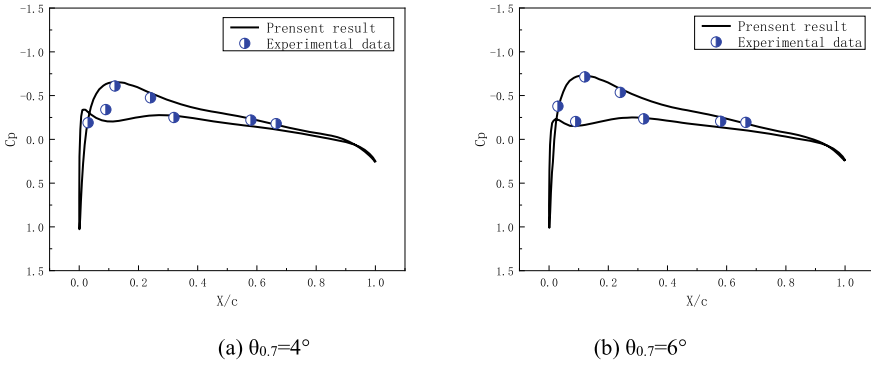 -1.5
-1.0
-0.5
0.0
0.5
1.0
1.5
Cp
Prensent result
Experimental data
0.0 0.2 0.4 0.6 0.8 1.0
X/c
(a) θ0.7=4°
-1.5
-1.0
-0.5
0.0
0.5
1.0
1.5
Cp
Prensent result
Experimental data
0.0 0.2 0.4 0.6 0.8 1.0
X/c
(b) θ0.7=6°